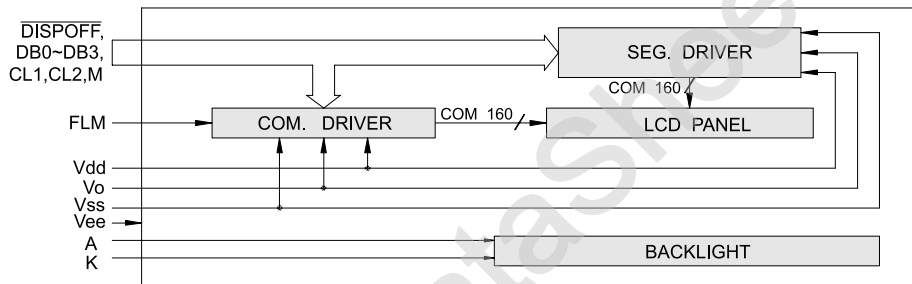 DISPOFF,
DB0~DB3,
CL1,CL2,M
SEG. DRIVER
COM 160
FLM
COM. DRIVER
COM 160
LCD PANEL
Vdd
Vo
Vss
Vee
A
K
BACKLIGHT